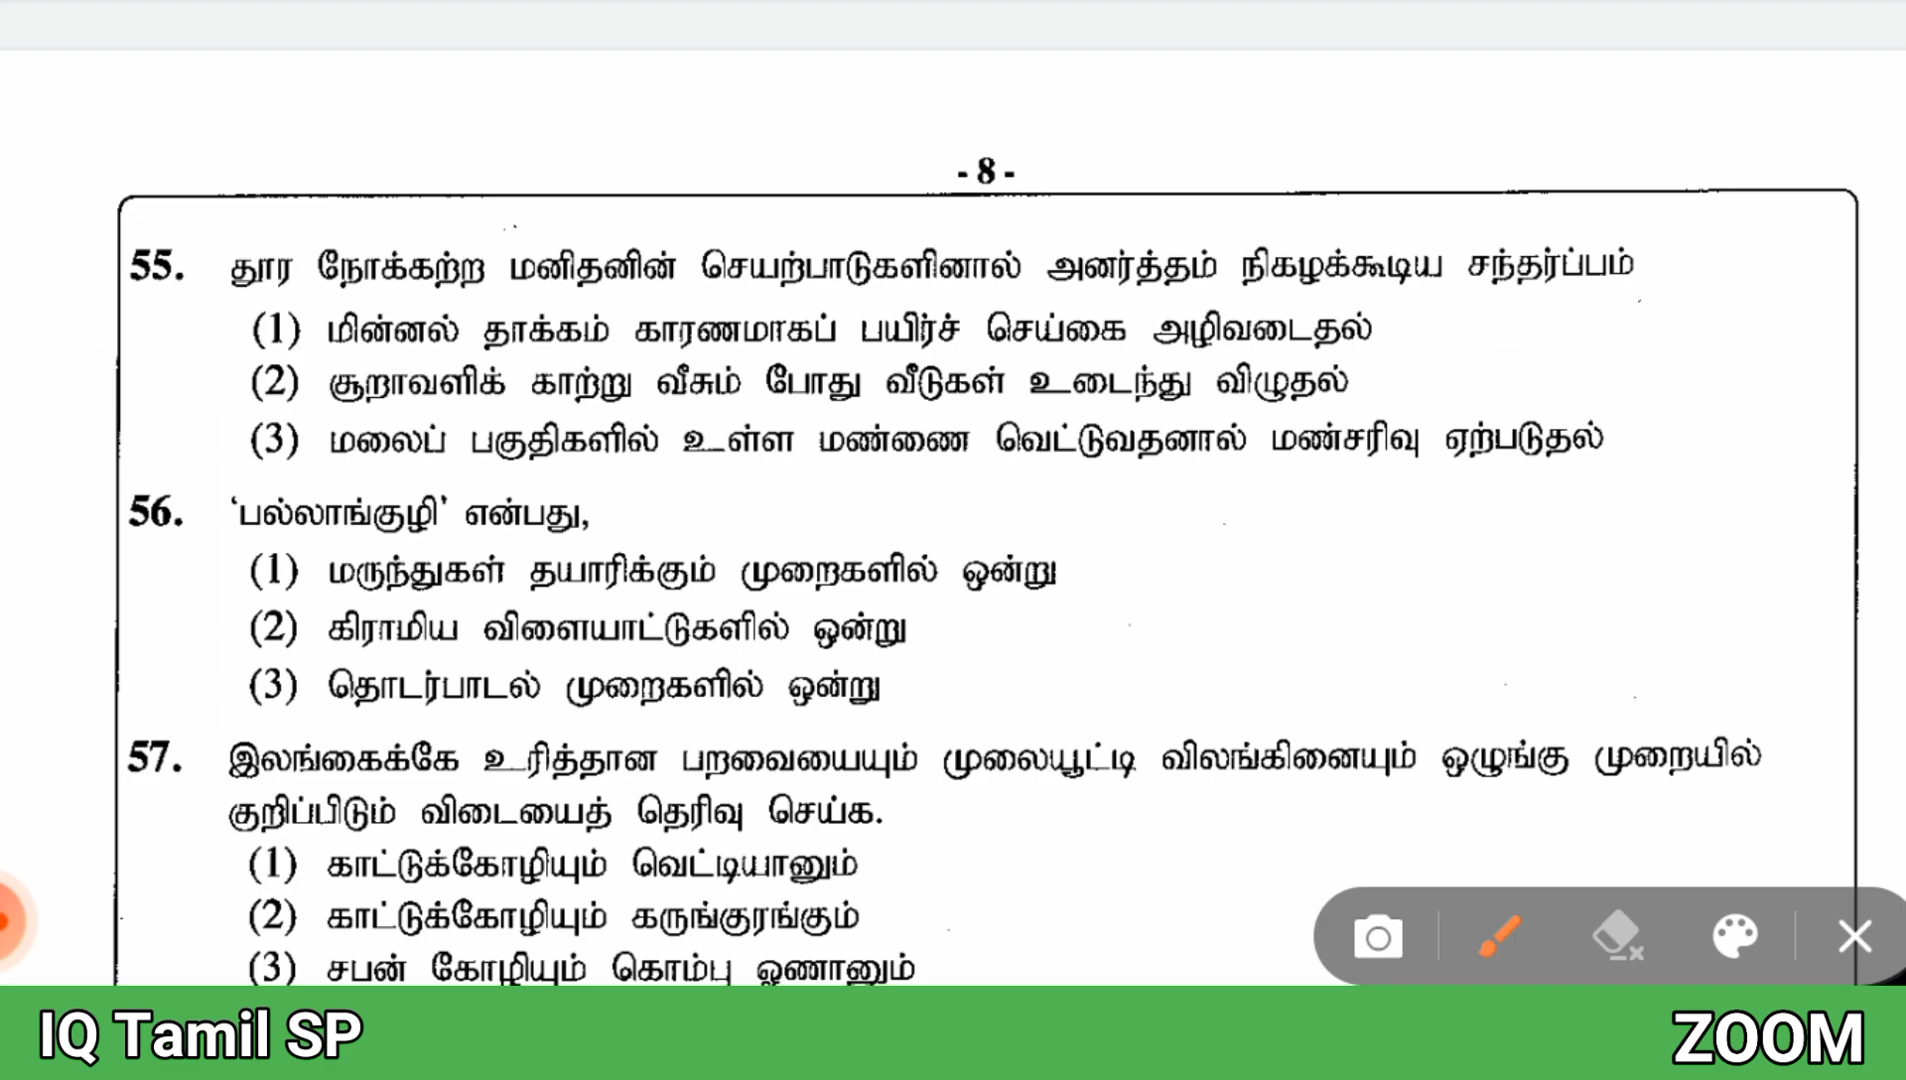 - 8 -
55. தூர நோக்கற்ற மனிதனின் செயற்பாடுகளினால் அனர்த்தம் நிகழக்கூடிய சந்தர்ப்பம்
(1) மின்னல் தாக்கம் காரணமாகப் பயிர்ச் செய்கை அழிவடைதல்
(2) சூறாவளிக் காற்று வீசும் போது வீடுகள் உடைந்து விழுதல்
(3) மலைப் பகுதிகளில் உள்ள மண்ணை வெட்டுவதனால் மண்சரிவு ஏற்படுதல்
56. ‘பல்லாங்குழி’ என்பது,
(1) மருந்துகள் தயாரிக்கும் முறைகளில் ஒன்று
(2) கிராமிய விளையாட்டுகளில் ஒன்று
(3) தொடர்பாடல் முறைகளில் ஒன்று
57. இலங்கைக்கே உரித்தான பறவையையும் முலையூட்டி விலங்கினையும் ஒழுங்கு முறையில்
குறிப்பிடும் விடையைத் தெரிவு செய்க.
(1) காட்டுக்கோழியும் வெட்டியானும்
(2) காட்டுக்கோழியும் கருங்குரங்கும்
(3) சபன் கோழியும் கொம்பு ஓணானும்
IQ Tamil SP
ZOOM